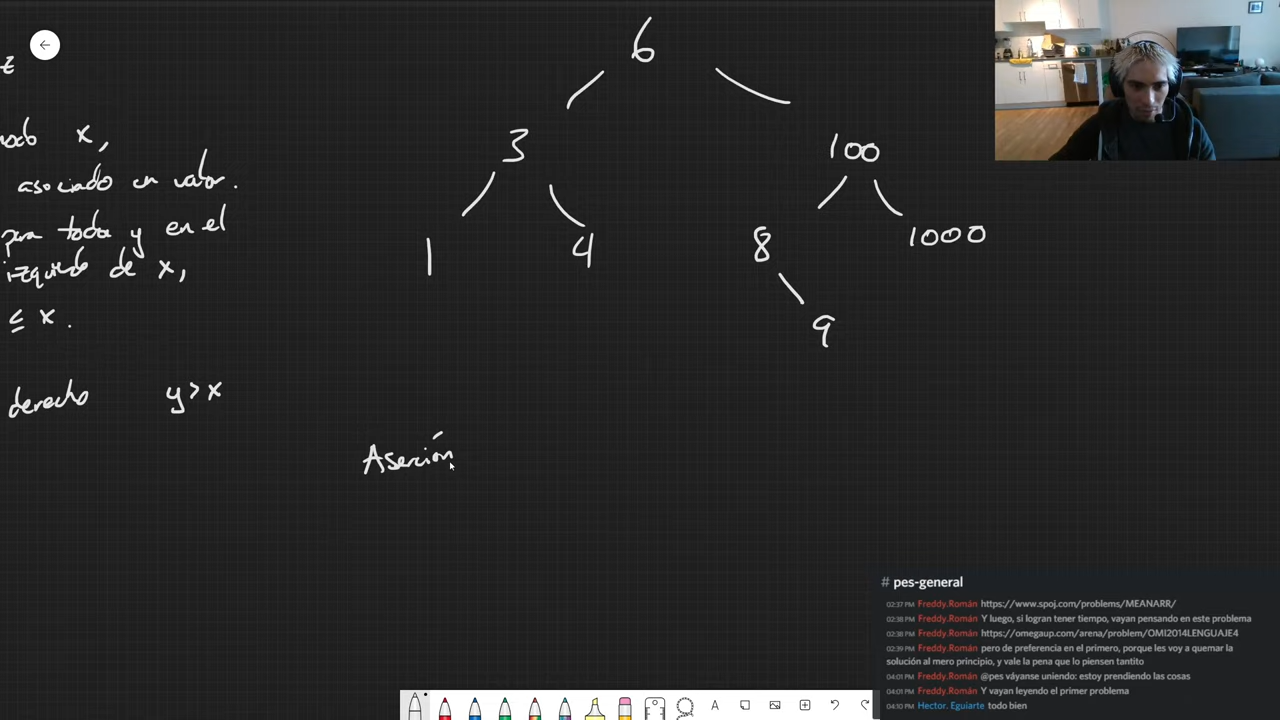 z
nodo x,
asociado un valor.
para todo y en el
izquierdo de x,
≤ x.
derecho y > x
6
3 100
1 4 8 1000
9
Aserción
# pes-general
02:37 PM Freddy.Román https://www.spoj.com/problems/MEANARR/
02:38 PM Freddy.Román Y luego, si logran tener tiempo, vayan pensando en este problema
02:38 PM Freddy.Román https://omegaup.com/arena/problem/OMI2014LENGUAJE4
02:39 PM Freddy.Román pero de preferencia en el primero, porque les voy a quemar la
solución al mero principio, y vale la pena que lo piensen tantito
04:01 PM Freddy.Román @pes váyanse uniendo: estoy prendiendo las cosas
04:01 PM Freddy.Román Y vayan leyendo el primer problema
04:10 PM Hector. Eguiarte todo bien
A